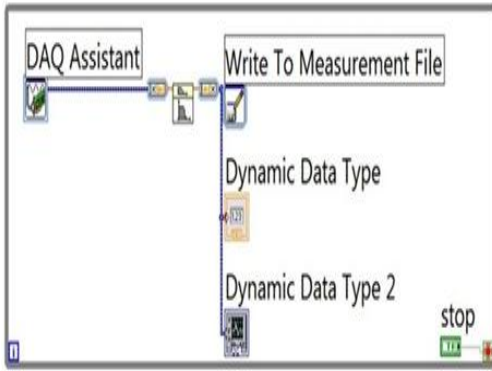 DAQ Assistant
Write To Measurement File
Dynamic Data Type
Dynamic Data Type 2
stop
i